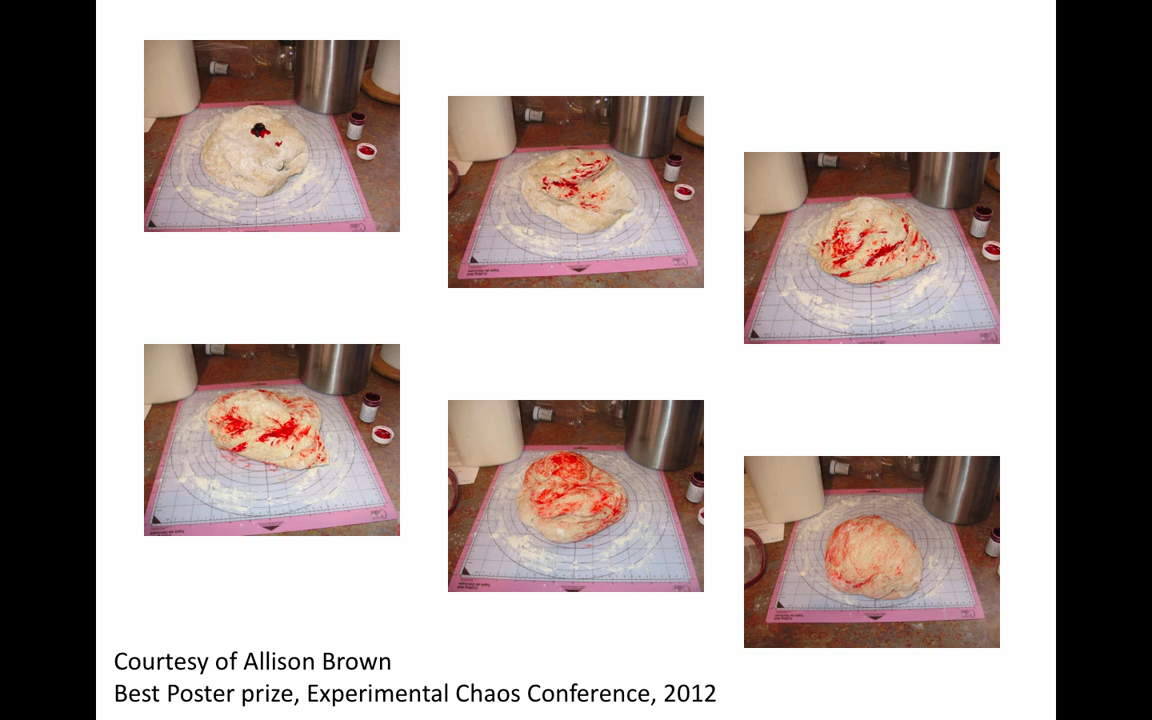 Courtesy of Allison Brown
Best Poster prize, Experimental Chaos Conference, 2012